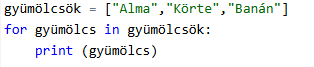 gyümölcsök = ["Alma","Körte","Banán"]
for gyümölcs in gyümölcsök:
    print (gyümölcs)